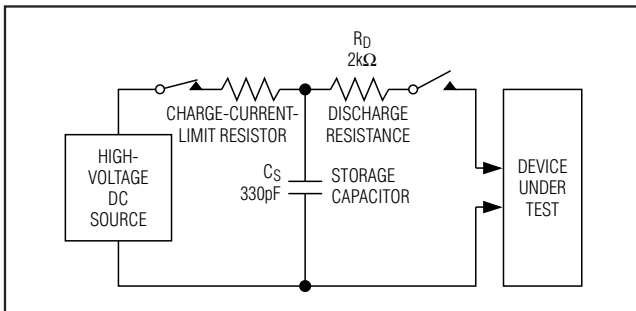 R_D
2kΩ
CHARGE-CURRENT-
LIMIT RESISTOR
DISCHARGE
RESISTANCE
HIGH-
VOLTAGE
DC
SOURCE
C_S
330pF
STORAGE
CAPACITOR
DEVICE
UNDER
TEST